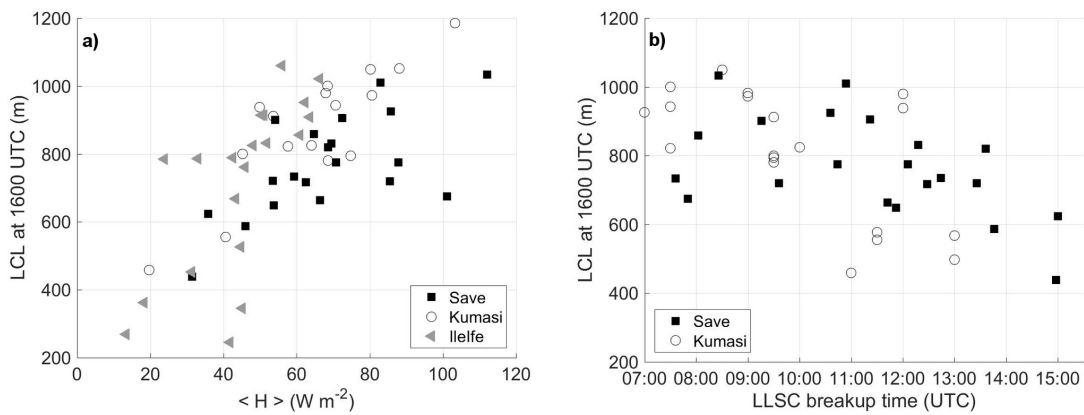 a)
1200
1000
800
600
400
200
LCL at 1600 UTC (m)
Save
Kumasi
Ilelfe
0 20 40 60 80 100 120
< H > (W m-2)
b)
1200
1000
800
600
400
200
LCL at 1600 UTC (m)
Save
Kumasi
07:00 08:00 09:00 10:00 11:00 12:00 13:00 14:00 15:00
LLSC breakup time (UTC)